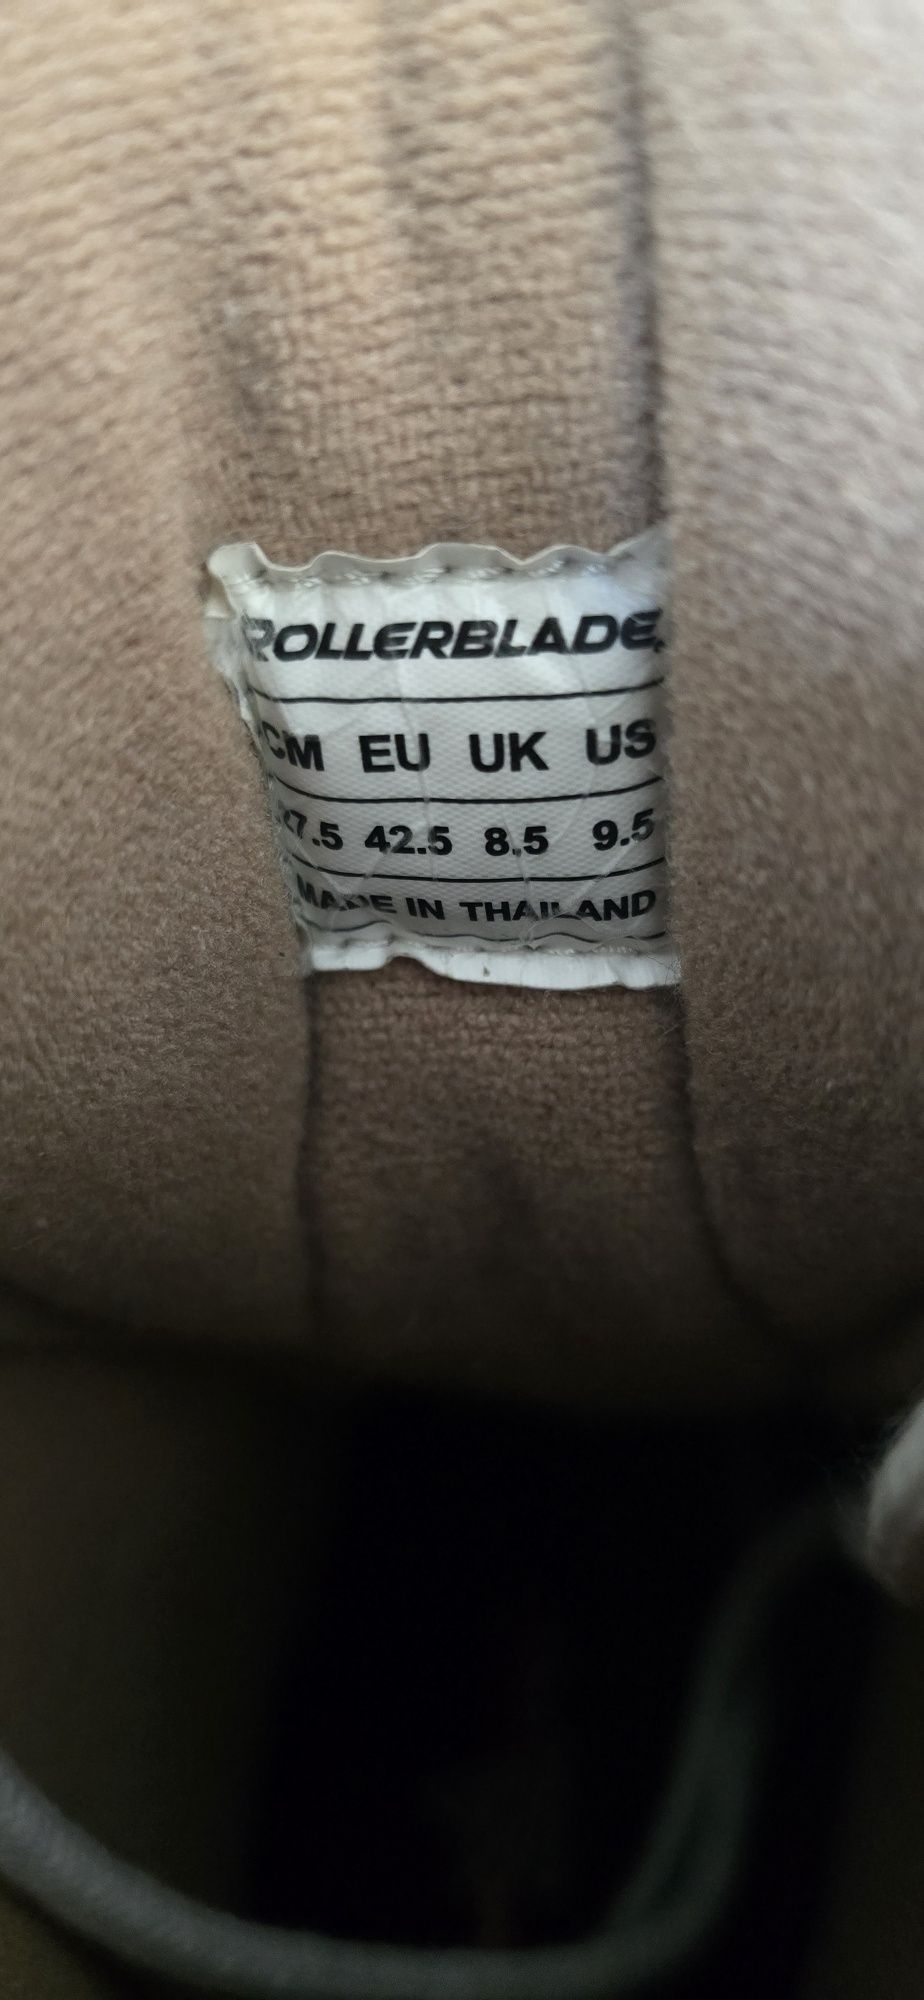 ROLLERBLADE
CM EU UK US
27.5 42.5 8.5 9.5
MADE IN THAILAND